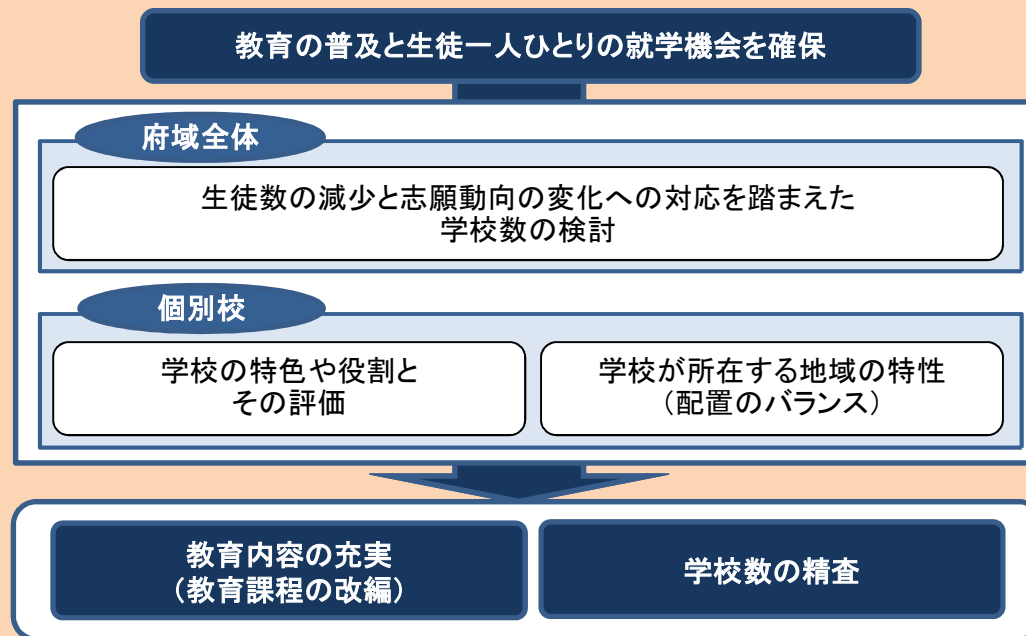 教育の普及と生徒一人ひとりの就学機会を確保
府域全体
生徒数の減少と志願動向の変化への対応を踏まえた
学校数の検討
個別校
学校の特色や役割と
その評価
学校が所在する地域の特性
（配置のバランス）
教育内容の充実
（教育課程の改編）
学校数の精査